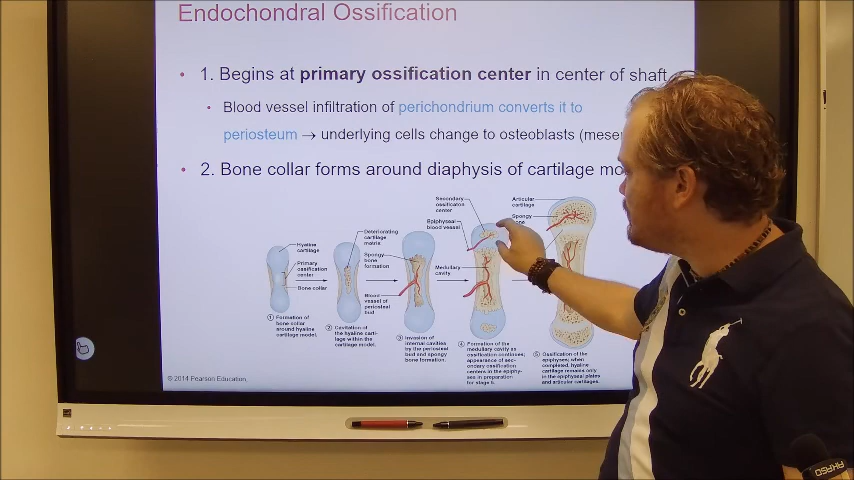 Endochondral Ossification
• 1. Begins at primary ossification center in center of shaft
• Blood vessel infiltration of perichondrium converts it to
periosteum → underlying cells change to osteoblasts
• 2. Bone collar forms around diaphysis of cartilage
Secondary
ossification
center
Articular
cartilage
Epiphyseal
blood vessel
Spongy
bone
Deteriorating
cartilage
matrix
Hyaline
cartilage
Spongy
bone
formation
Primary
ossification
center
Medullary
cavity
Bone collar
Blood
vessel of
periosteal
bud
1 Formation of
bone collar
around hyaline
cartilage model.
2 Cavitation of
the hyaline carti-
lage within the
cartilage model.
3 Invasion of
internal cavities
by the periosteal
bud and spongy
bone formation.
4 Formation of the
medullary cavity as
ossification continues;
appearance of sec-
ondary ossification
centers in the epiphy-
ses in preparation
for stage 5.
5 Ossification of the
epiphyses; when
completed, hyaline
cartilage remains only
in the epiphyseal plates
and articular cartilages.
© 2014 Pearson Education,
AKASO